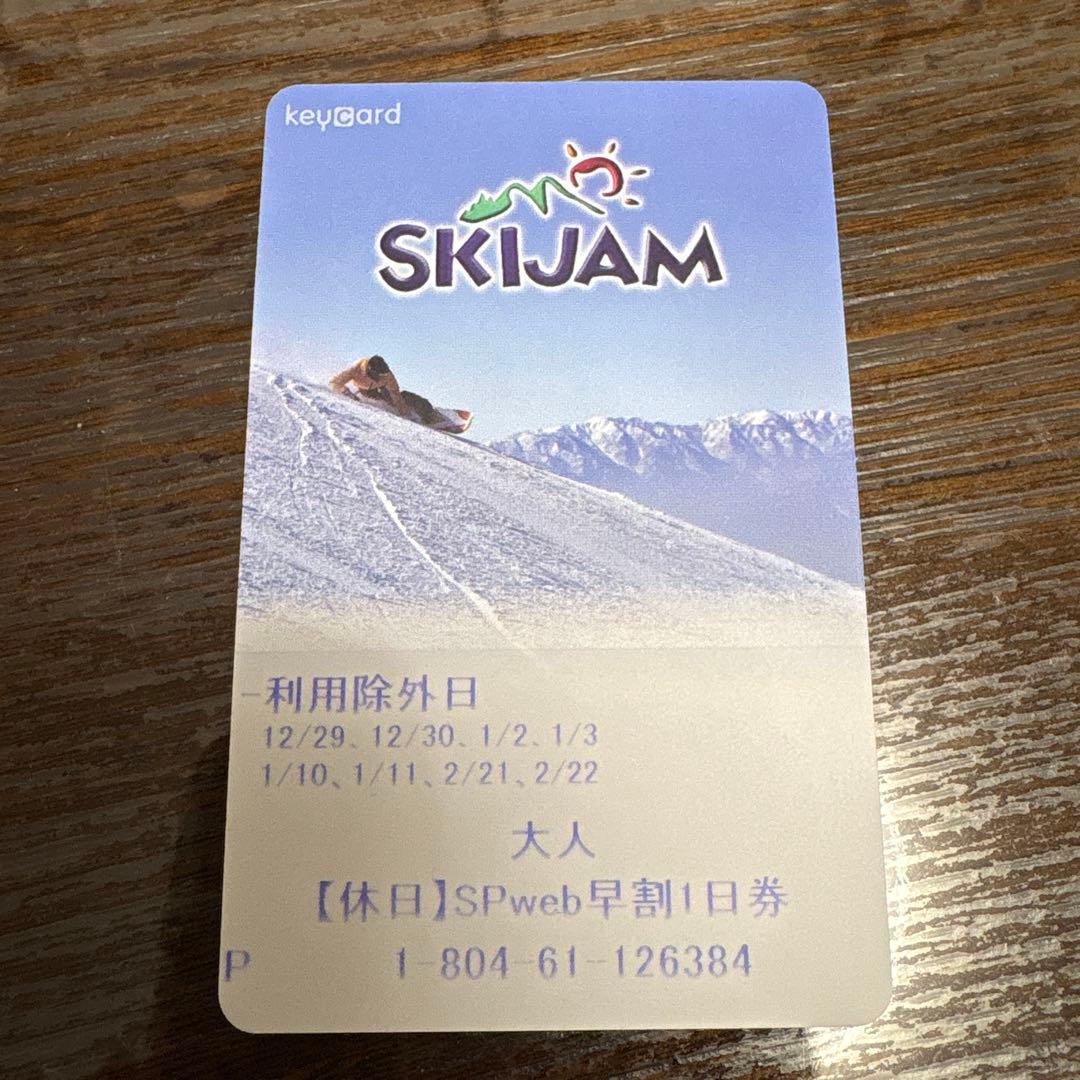 keycard
SKIJAM
-利用除外日
12/29、12/30、1/2、1/3
1/10、1/11、2/21、2/22
大人
【休日】SPweb早割1日券
P 1-804-61-126384